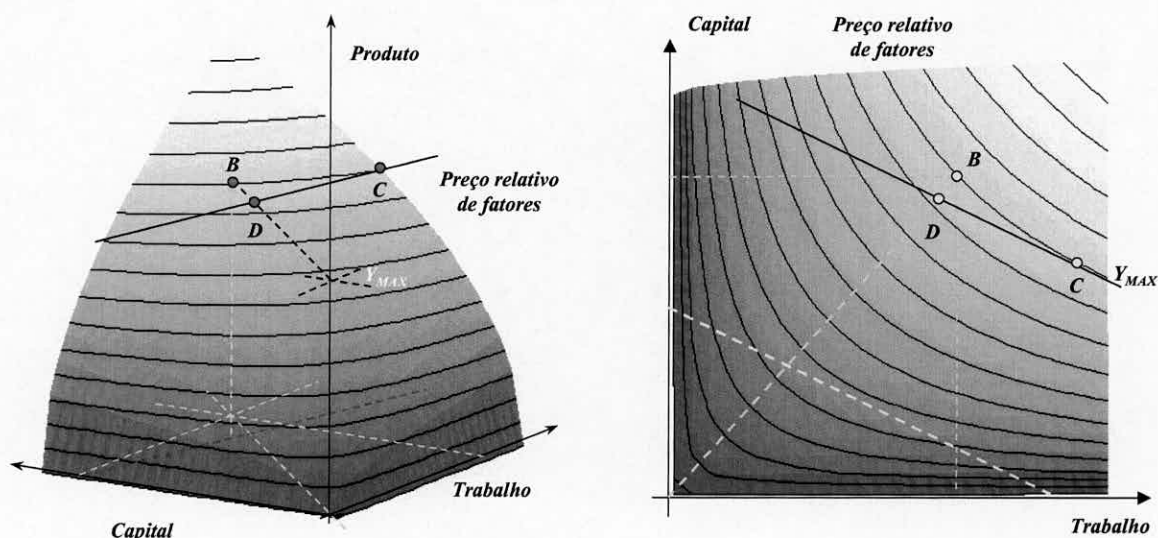 Produto
B
C
Preço relativo
de fatores
D
Y_MAX
Trabalho
Capital
Capital
Preço relativo
de fatores
B
D
C
Y_MAX
Trabalho